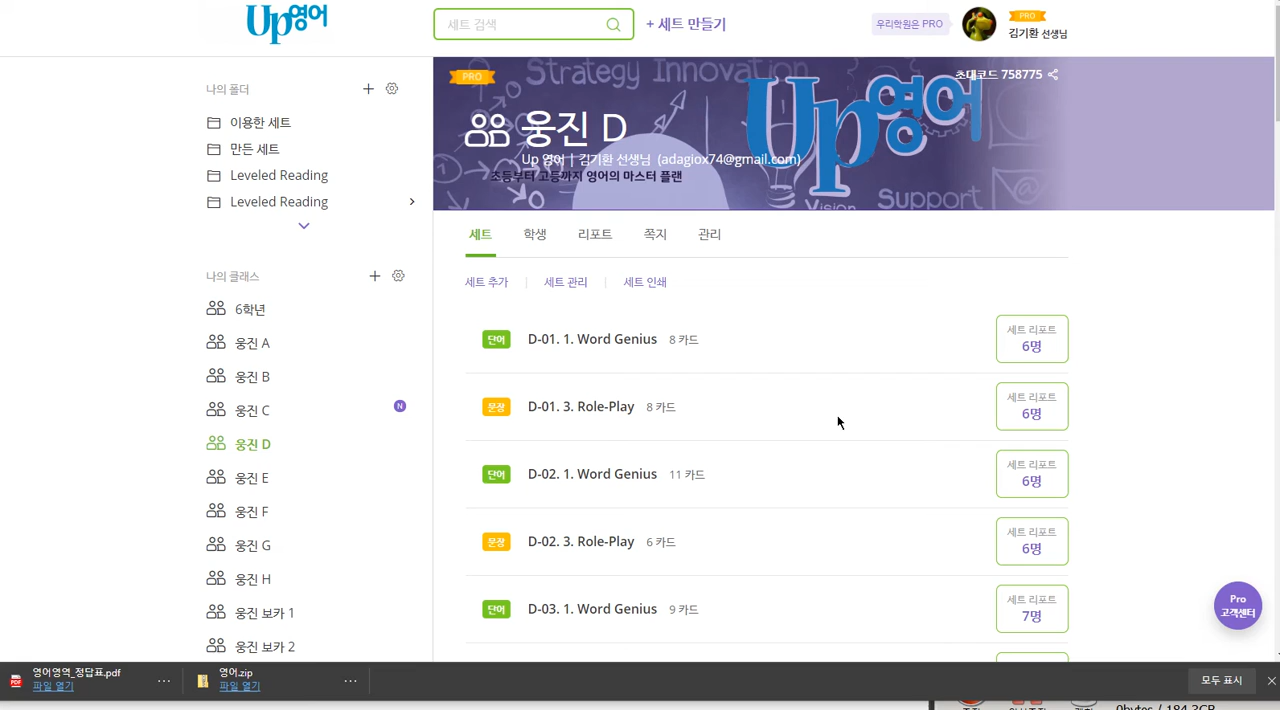 Up영어
세트 검색
+ 세트 만들기
우리학원은 PRO
PRO
김기환 선생님
나의 폴더
이용한 세트
만든 세트
Leveled Reading
Leveled Reading
나의 클래스
6학년
웅진 A
웅진 B
웅진 C
N
웅진 D
웅진 E
웅진 F
웅진 G
웅진 H
웅진 보카 1
웅진 보카 2
PRO
Strategy Innovation
초대코드 758775
웅진 D
Up영어
Up 영어 | 김기환 선생님 (adagiox74@gmail.com)
초등부터 고등까지 영어의 마스터 플랜
Vision
Support
세트 학생 리포트 쪽지 관리
세트 추가 | 세트 관리 | 세트 인쇄
단어 D-01. 1. Word Genius 8 카드
세트 리포트
6명
문장 D-01. 3. Role-Play 8 카드
세트 리포트
6명
단어 D-02. 1. Word Genius 11 카드
세트 리포트
6명
문장 D-02. 3. Role-Play 6 카드
세트 리포트
6명
단어 D-03. 1. Word Genius 9 카드
세트 리포트
7명
Pro
고객센터
PDF
영어영역_정답표.pdf
파일 열기
...
영어.zip
파일 열기
...
모두 표시